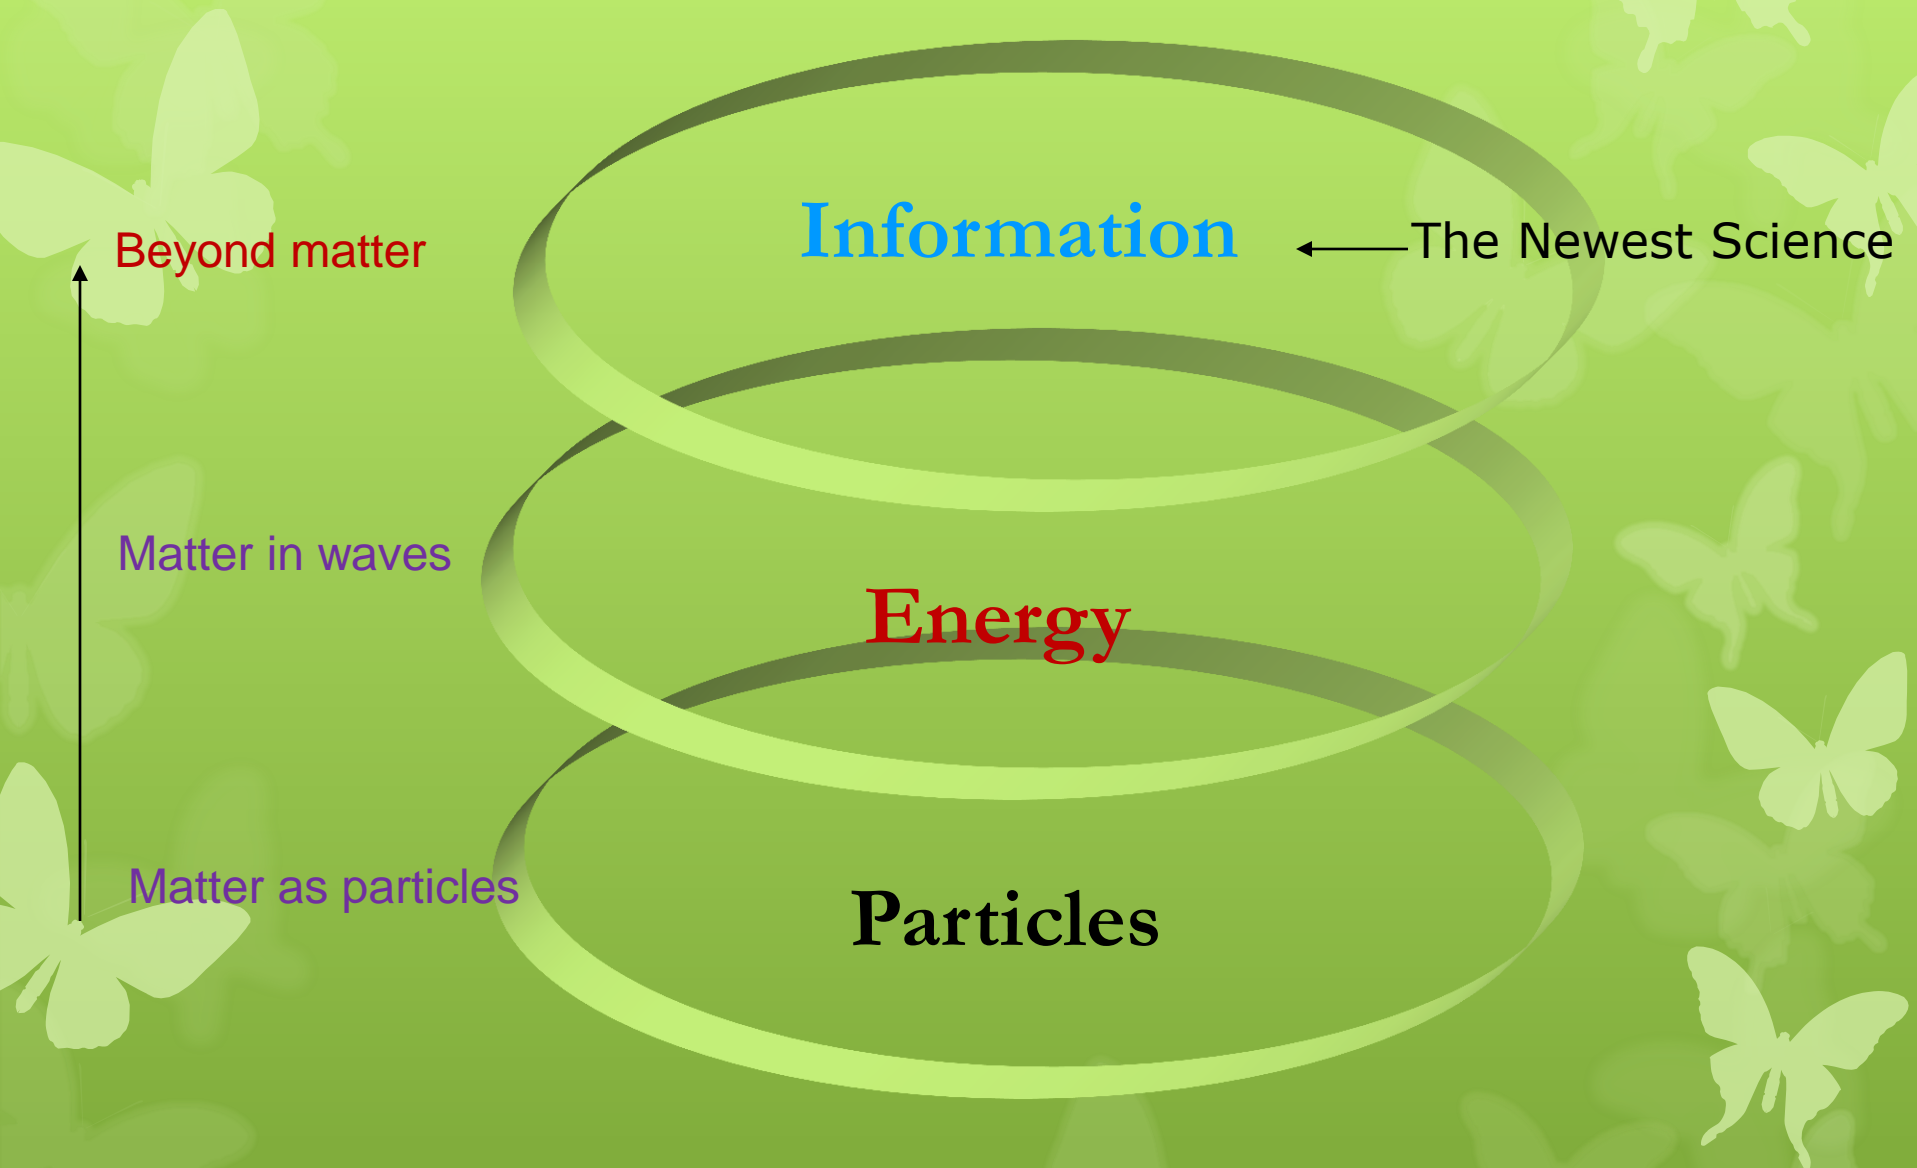 Information
Beyond matter
The Newest Science
Matter in waves
Energy
Matter as particles
Particles